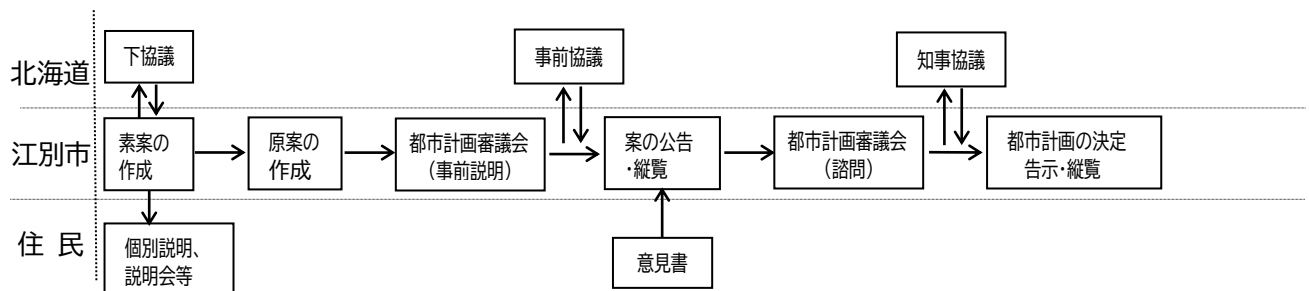 北海道
下協議
事前協議
知事協議
江別市
素案の
作成
原案の
作成
都市計画審議会
（事前説明）
案の公告
・縦覧
都市計画審議会
（諮問）
都市計画の決定
告示・縦覧
住 民
個別説明、
説明会等
意見書